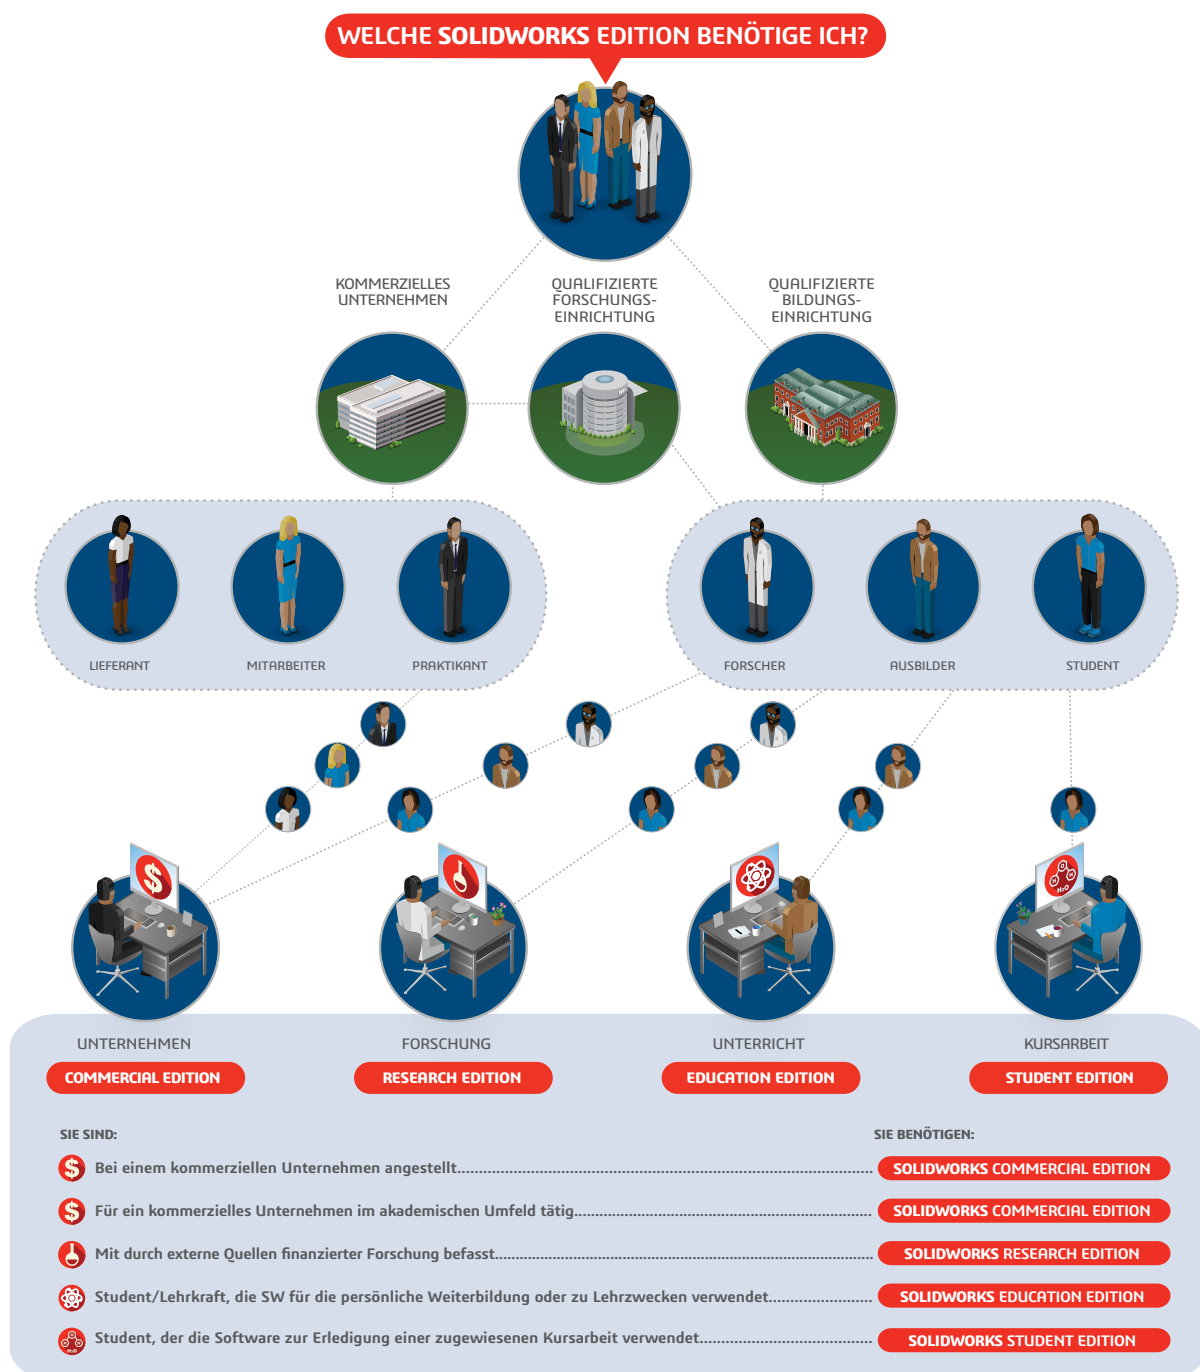 WELCHE SOLIDWORKS EDITION BENÖTIGE ICH?
KOMMERZIELLES
UNTERNEHMEN
QUALIFIZIERTE
FORSCHUNGS-
EINRICHTUNG
QUALIFIZIERTE
BILDUNGS-
EINRICHTUNG
LIEFERANT
MITARBEITER
PRAKTIKANT
FORSCHER
AUSBILDER
STUDENT
$
H₂O
UNTERNEHMEN
FORSCHUNG
UNTERRICHT
KURSARBEIT
COMMERCIAL EDITION
RESEARCH EDITION
EDUCATION EDITION
STUDENT EDITION
SIE SIND:
SIE BENÖTIGEN:
$ Bei einem kommerziellen Unternehmen angestellt SOLIDWORKS COMMERCIAL EDITION
$ Für ein kommerzielles Unternehmen im akademischen Umfeld tätig SOLIDWORKS COMMERCIAL EDITION
Mit durch externe Quellen finanzierter Forschung befasst SOLIDWORKS RESEARCH EDITION
Student/Lehrkraft, die SW für die persönliche Weiterbildung oder zu Lehrzwecken verwendet SOLIDWORKS EDUCATION EDITION
H₂O Student, der die Software zur Erledigung einer zugewiesenen Kursarbeit verwendet SOLIDWORKS STUDENT EDITION